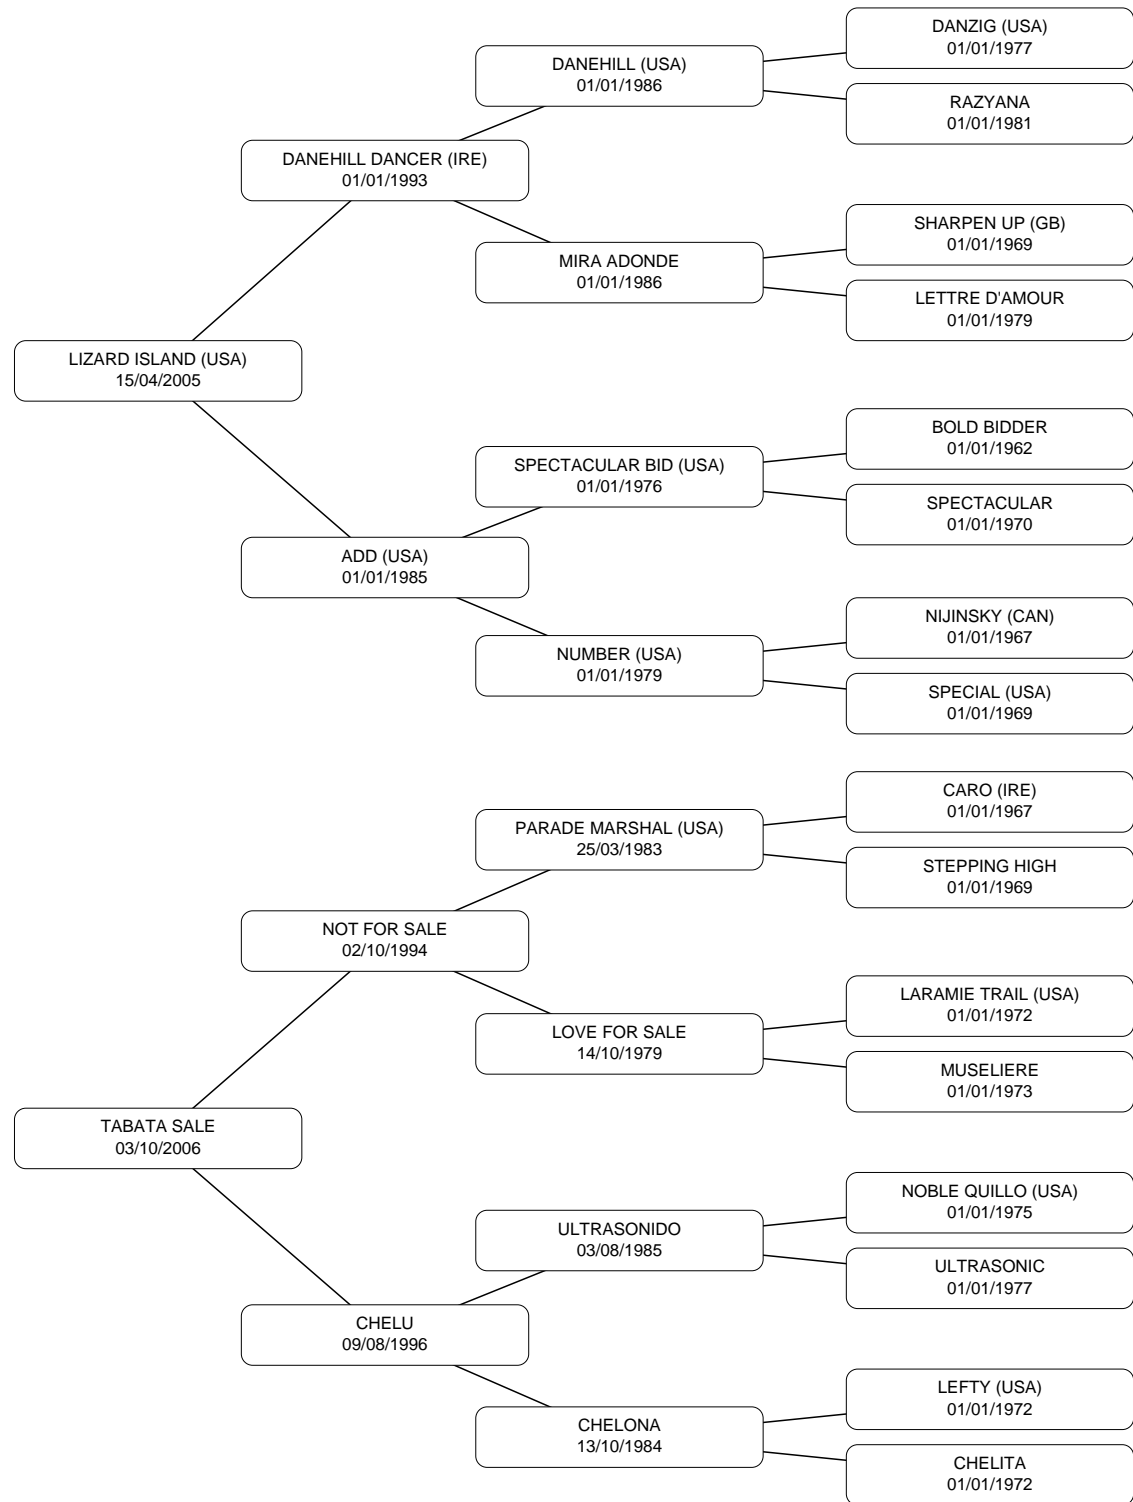 DANZIG (USA)
01/01/1977
DANEHILL (USA)
01/01/1986
RAZYANA
01/01/1981
DANEHILL DANCER (IRE)
01/01/1993
SHARPEN UP (GB)
01/01/1969
MIRA ADONDE
01/01/1986
LETTRE D'AMOUR
01/01/1979
LIZARD ISLAND (USA)
15/04/2005
BOLD BIDDER
01/01/1962
SPECTACULAR BID (USA)
01/01/1976
SPECTACULAR
01/01/1970
ADD (USA)
01/01/1985
NIJINSKY (CAN)
01/01/1967
NUMBER (USA)
01/01/1979
SPECIAL (USA)
01/01/1969
CARO (IRE)
01/01/1967
PARADE MARSHAL (USA)
25/03/1983
STEPPING HIGH
01/01/1969
NOT FOR SALE
02/10/1994
LARAMIE TRAIL (USA)
01/01/1972
LOVE FOR SALE
14/10/1979
MUSELIERE
01/01/1973
TABATA SALE
03/10/2006
NOBLE QUILLO (USA)
01/01/1975
ULTRASONIDO
03/08/1985
ULTRASONIC
01/01/1977
CHELU
09/08/1996
LEFTY (USA)
01/01/1972
CHELONA
13/10/1984
CHELITA
01/01/1972